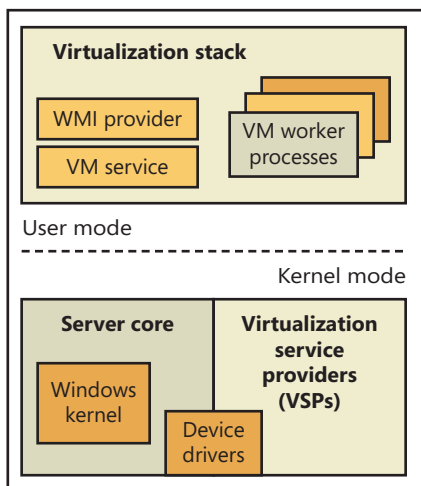 Virtualization stack
WMI provider
VM service
VM worker
processes
User mode
Kernel mode
Server core
Windows
kernel
Device
drivers
Virtualization
service
providers
(VSPs)